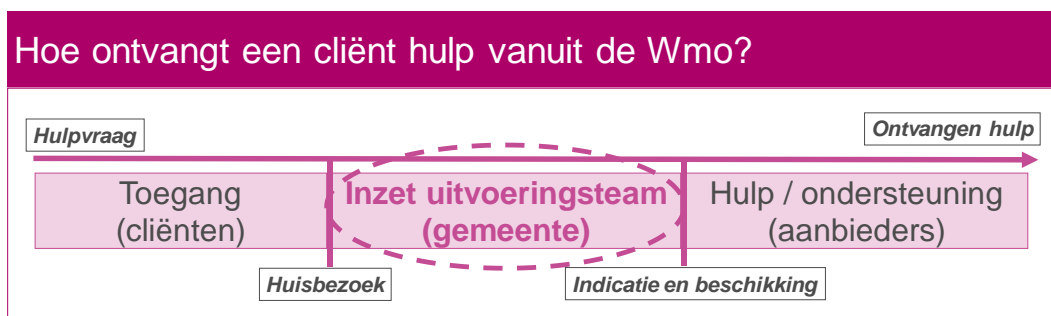 Hoe ontvangt een cliënt hulp vanuit de Wmo?
Hulpvraag
Ontvangen hulp
Toegang
(cliënten)
Inzet uitvoeringsteam
(gemeente)
Hulp / ondersteuning
(aanbieders)
Huisbezoek
Indicatie en beschikking